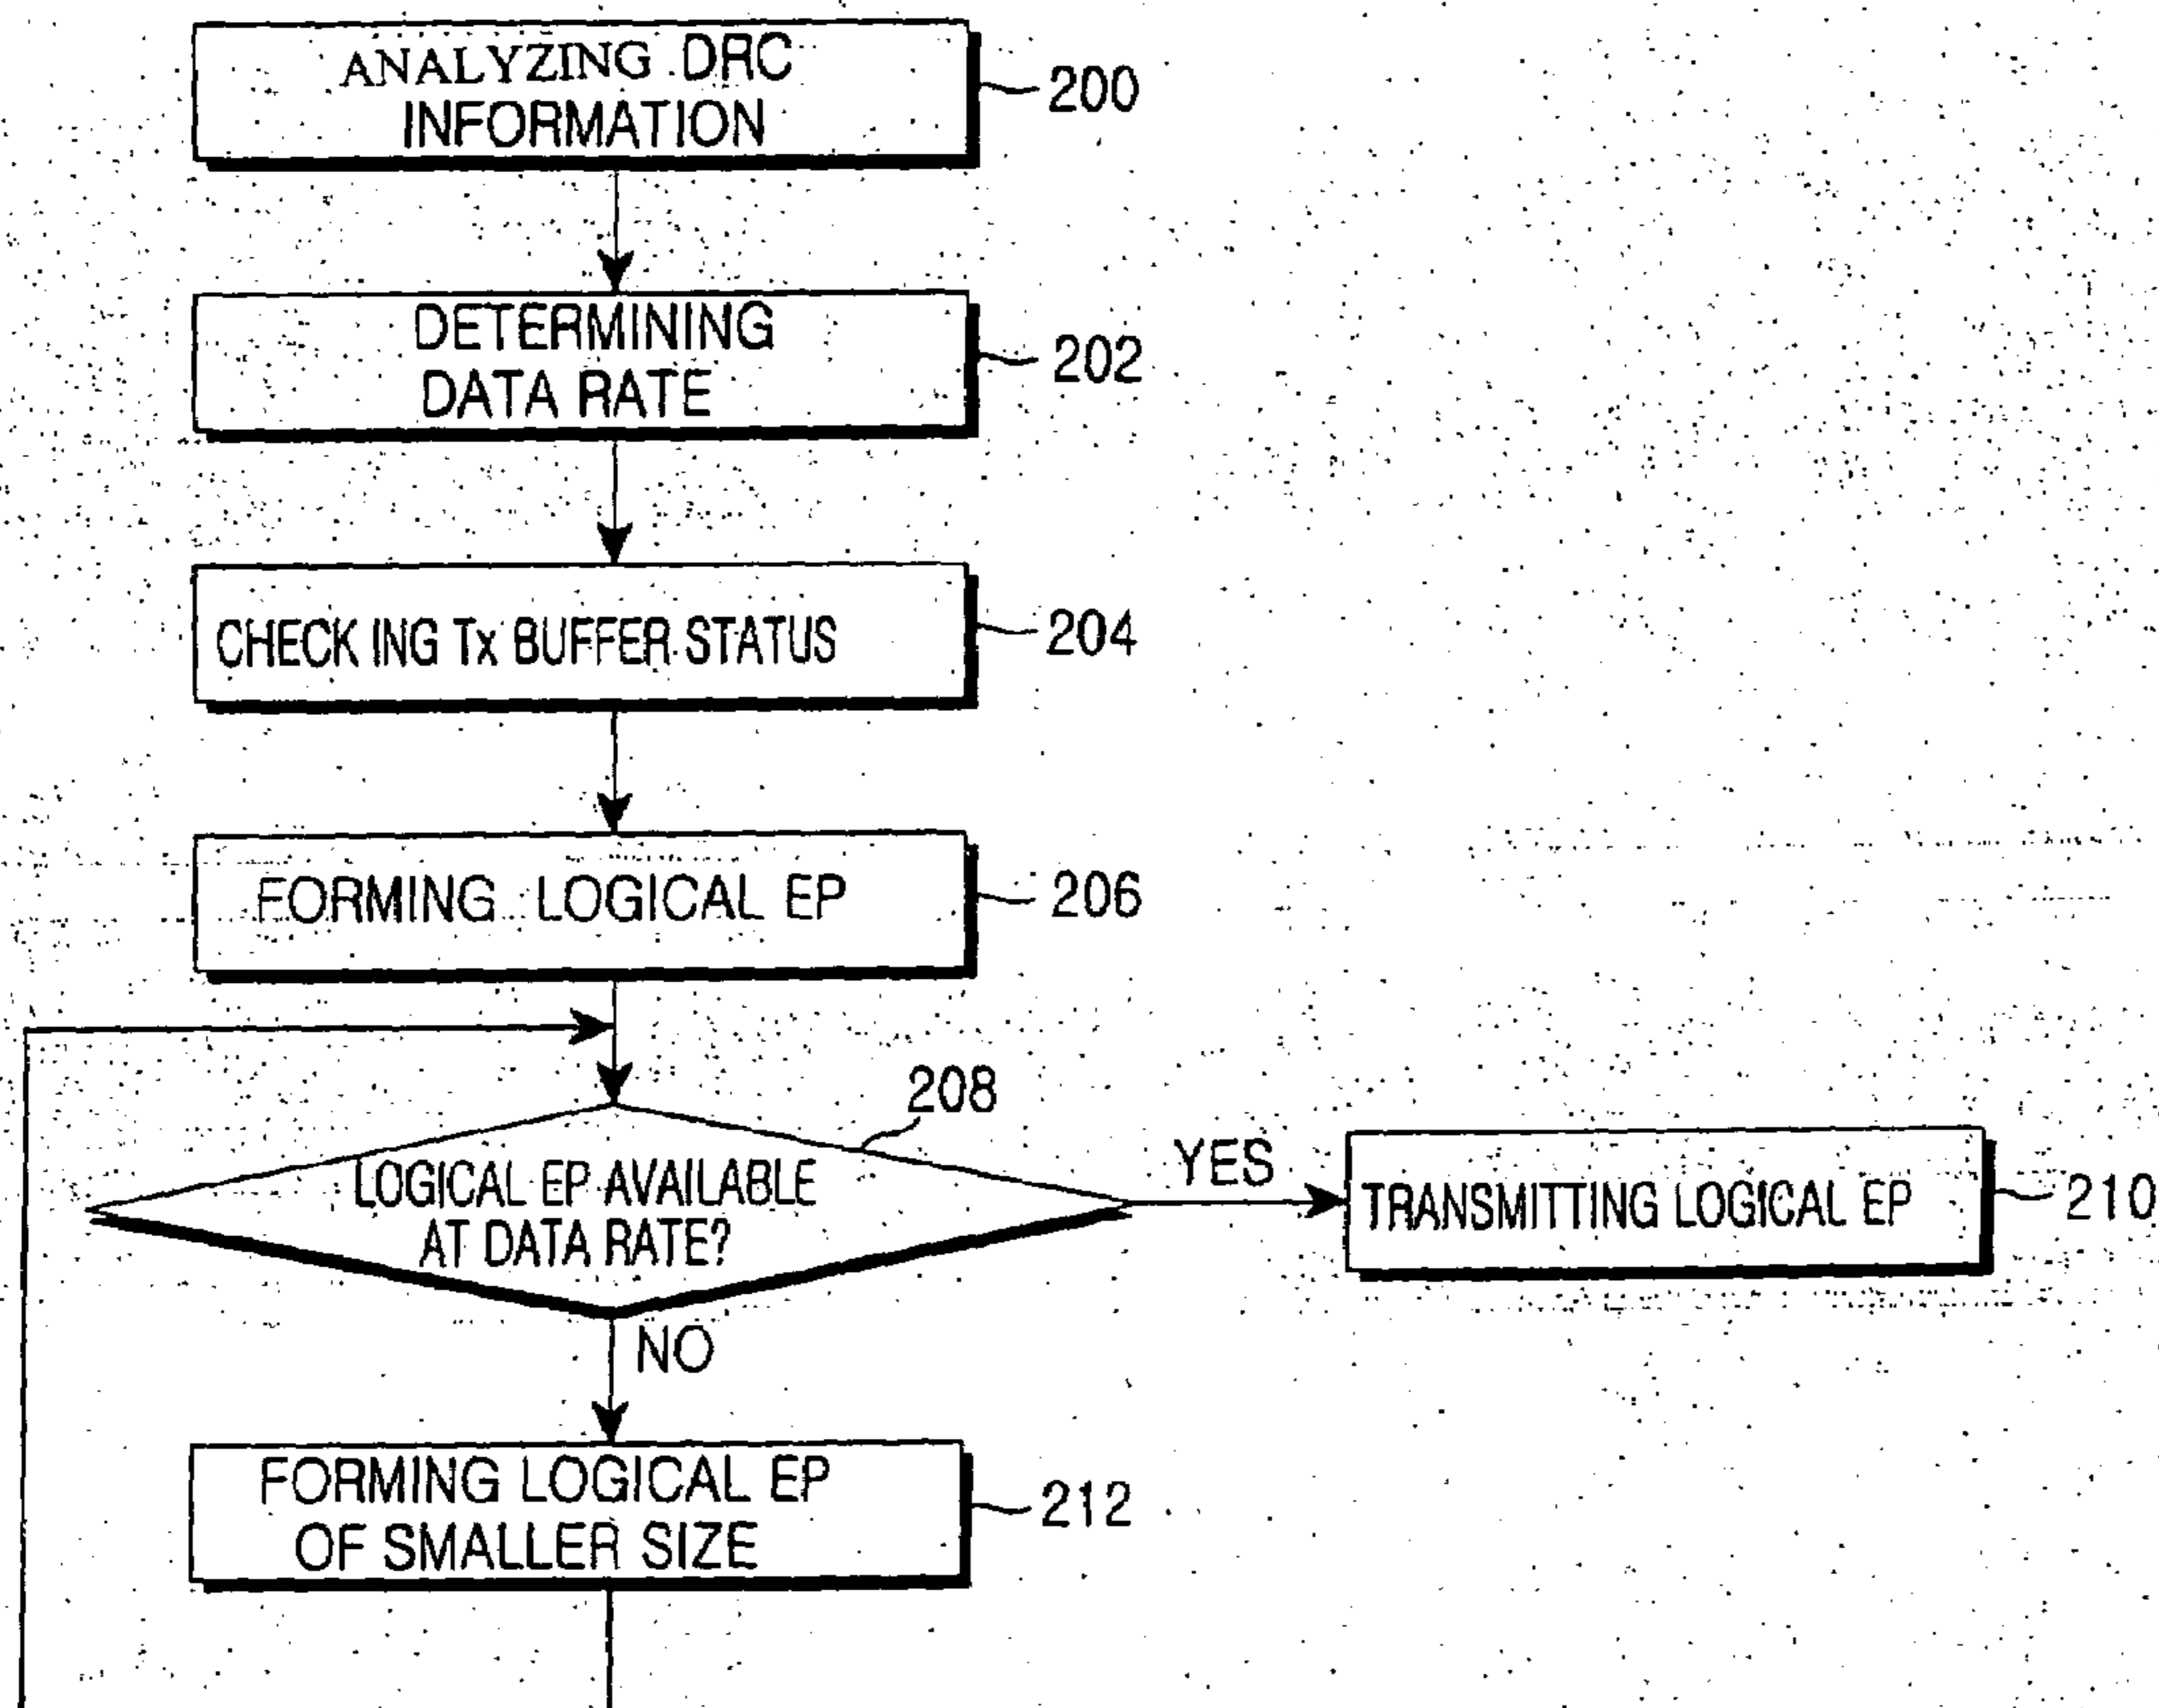 ANALYZING DRC
INFORMATION
200
DETERMINING
DATA RATE
202
CHECK ING Tx BUFFER STATUS
204
FORMING LOGICAL EP
206
208
LOGICAL EP AVAILABLE
AT DATA RATE?
YES
TRANSMITTING LOGICAL EP
210
NO
FORMING LOGICAL EP
OF SMALLER SIZE
212